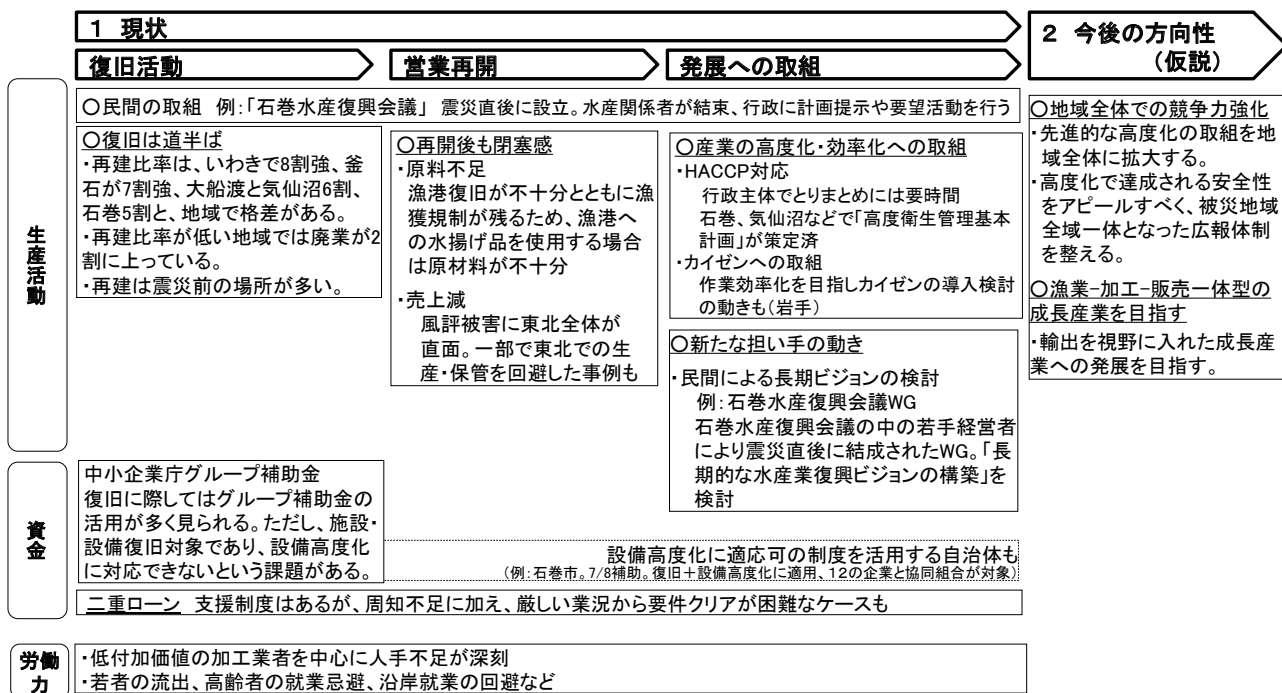 1 現状
2 今後の方向性
(仮説)
復旧活動
営業再開
発展への取組
生産活動
○民間の取組 例:「石巻水産復興会議」 震災直後に設立。水産関係者が結束、行政に計画提示や要望活動を行う
○復旧は道半ば
・再建比率は、いわきで8割強、釜
石が7割強、大船渡と気仙沼6割、
石巻5割と、地域で格差がある。
・再建比率が低い地域では廃業が2
割に上っている。
・再建は震災前の場所が多い。
○再開後も閉塞感
・原料不足
漁港復旧が不十分とともに漁
獲規制が残るため、漁港へ
の水揚げ品を使用する場合
は原材料が不十分
・売上減
風評被害に東北全体が
直面。一部で東北での生
産・保管を回避した事例も
○産業の高度化・効率化への取組
・HACCP対応
行政主体でとりまとめには要時間
石巻、気仙沼などで「高度衛生管理基本
計画」が策定済
・カイゼンへの取組
作業効率化を目指しカイゼンの導入検討
の動きも(岩手)
○新たな担い手の動き
・民間による長期ビジョンの検討
例:石巻水産復興会議WG
石巻水産復興会議の中の若手経営者
により震災直後に結成されたWG。「長
期的な水産業復興ビジョンの構築」を
検討
○地域全体での競争力強化
・先進的な高度化の取組を地
域全体に拡大する。
・高度化で達成される安全性
をアピールすべく、被災地域
全域一体となった広報体制
を整える。
○漁業-加工-販売一体型の
成長産業を目指す
・輸出を視野に入れた成長産
業への発展を目指す。
資金
中小企業庁グループ補助金
復旧に際してはグループ補助金の
活用が多く見られる。ただし、施設・
設備復旧対象であり、設備高度化
に対応できないという課題がある。
設備高度化に適応可の制度を活用する自治体も
(例:石巻市。7/8補助。復旧+設備高度化に適用、12の企業と協同組合が対象)
二重ローン 支援制度はあるが、周知不足に加え、厳しい業況から要件クリアが困難なケースも
労働
力
・低付加価値の加工業者を中心に人手不足が深刻
・若者の流出、高齢者の就業忌避、沿岸就業の回避など